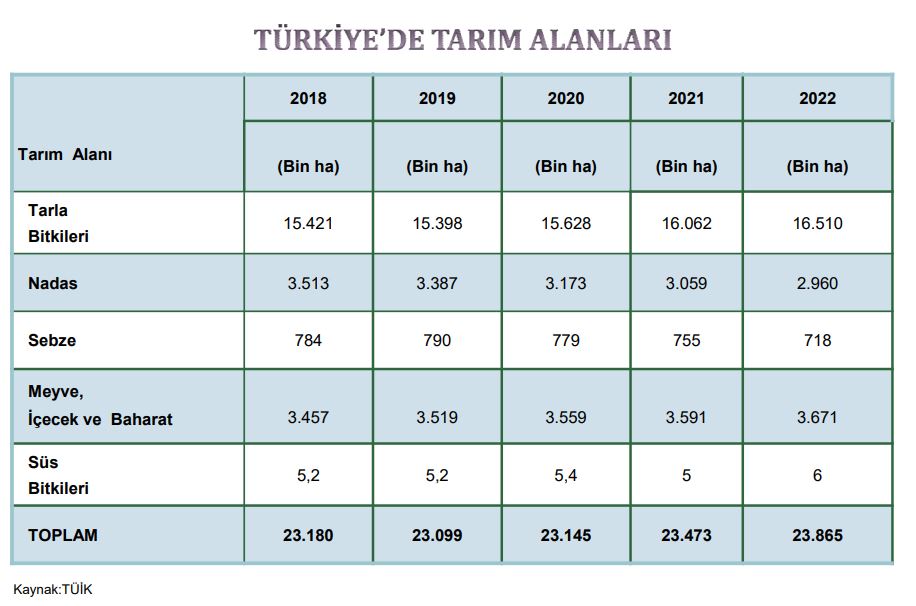 TÜRKİYE'DE TARIM ALANLARI
Tarım Alanı 2018 2019 2020 2021 2022
(Bin ha) (Bin ha) (Bin ha) (Bin ha) (Bin ha)
Tarla
Bitkileri 15.421 15.398 15.628 16.062 16.510
Nadas 3.513 3.387 3.173 3.059 2.960
Sebze 784 790 779 755 718
Meyve,
İçecek ve Baharat 3.457 3.519 3.559 3.591 3.671
Süs
Bitkileri 5,2 5,2 5,4 5 6
TOPLAM 23.180 23.099 23.145 23.473 23.865
Kaynak:TÜİK